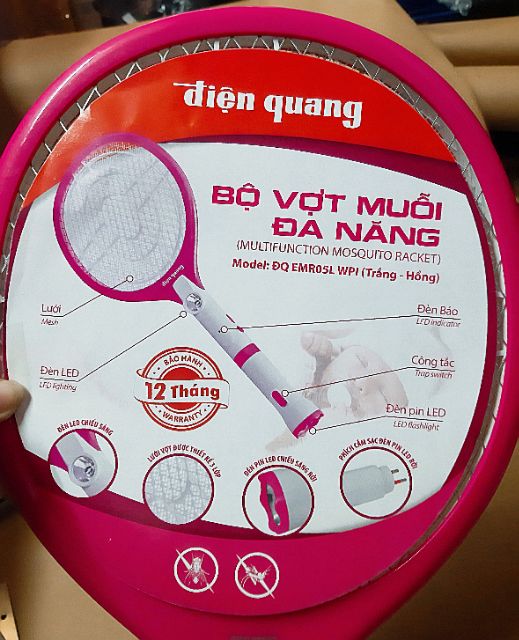 điện quang
BỘ VỢT MUỖI
ĐA NĂNG
(MULTIFUNCTION MOSQUITO RACKET)
Model: ĐQ EMR05L WPI (Trắng - Hồng)
điện quang
Lưới
Mesh
Đèn Báo
LED indicator
Đèn LED
LED lighting
Công tắc
Trap switch
BẢO HÀNH
12 Tháng
WARRANTY
Đèn pin LED
LED flashlight
ĐÈN LED CHIẾU SÁNG
LƯỚI VỢT ĐƯỢC THIẾT KẾ 3 LỚP
ĐÈN PIN LED CHIẾU SÁNG RỜI
PHÍCH CẮM SẠC ĐÈN PIN LED RỜI